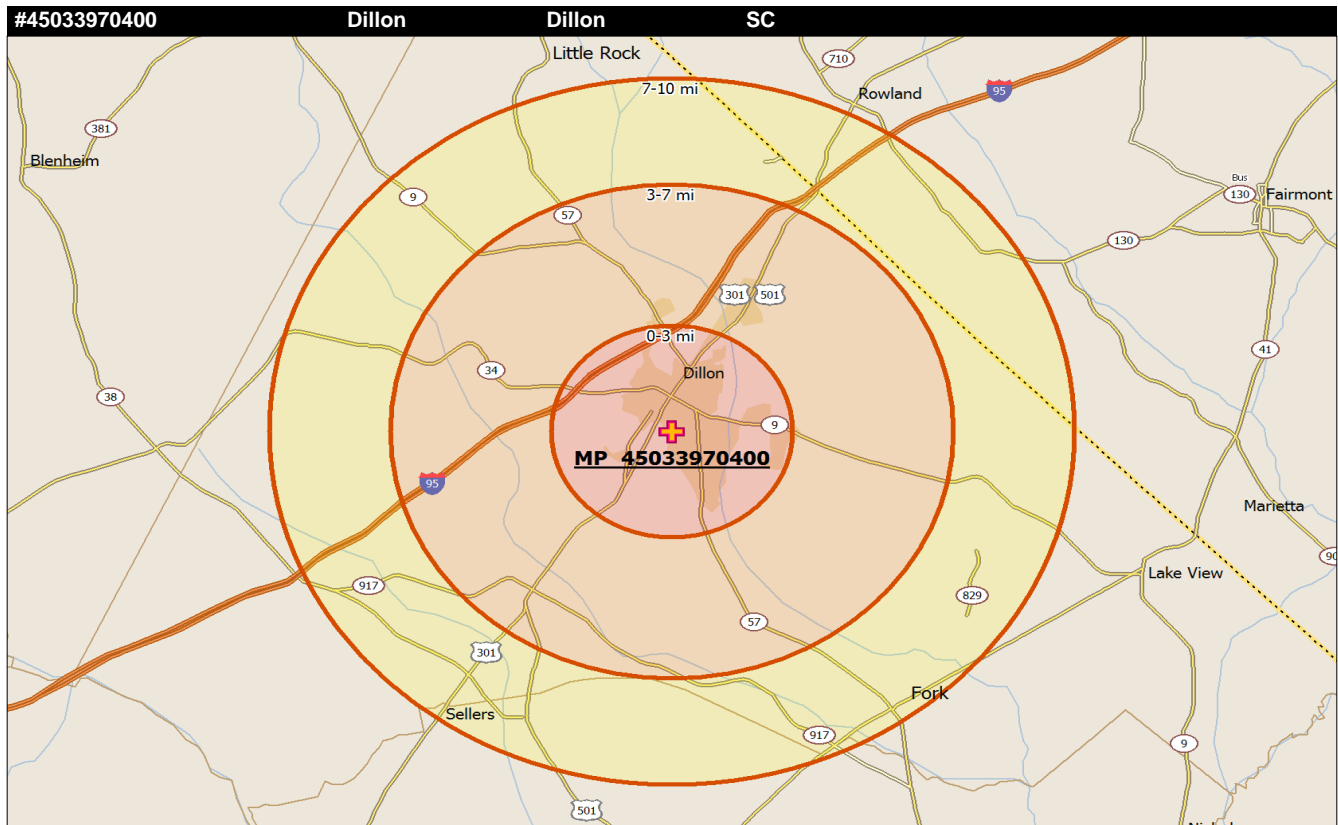 #45033970400 Dillon Dillon SC
Little Rock
710
7-10 mi
Rowland
95
381
Blenheim
Bus
130
Fairmont
3-7 mi
9
57
130
301
501
0-3 mi
41
34
Dillon
38
9
MP 45033970400
95
Marietta
Lake View
917
829
57
301
Fork
Sellers
917
9
501